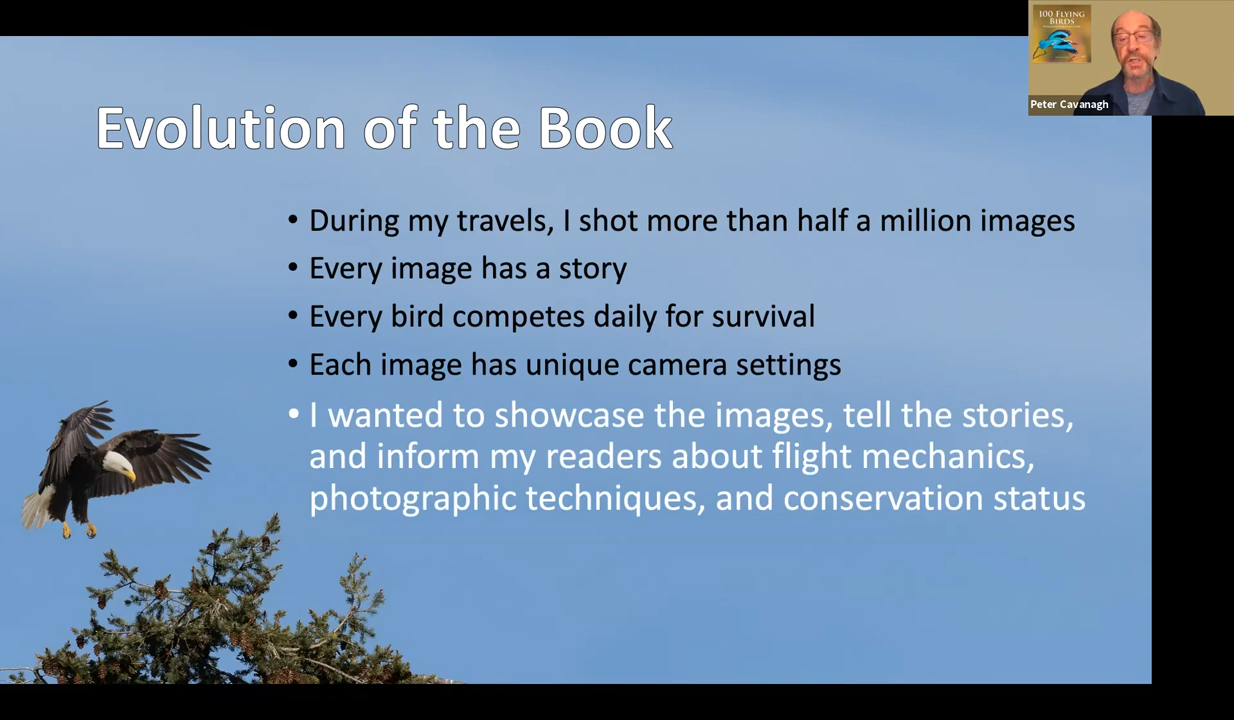 100 FLYING
BIRDS
Peter Cavanagh
Evolution of the Book
• During my travels, I shot more than half a million images
• Every image has a story
• Every bird competes daily for survival
• Each image has unique camera settings
• I wanted to showcase the images, tell the stories,
and inform my readers about flight mechanics,
photographic techniques, and conservation status